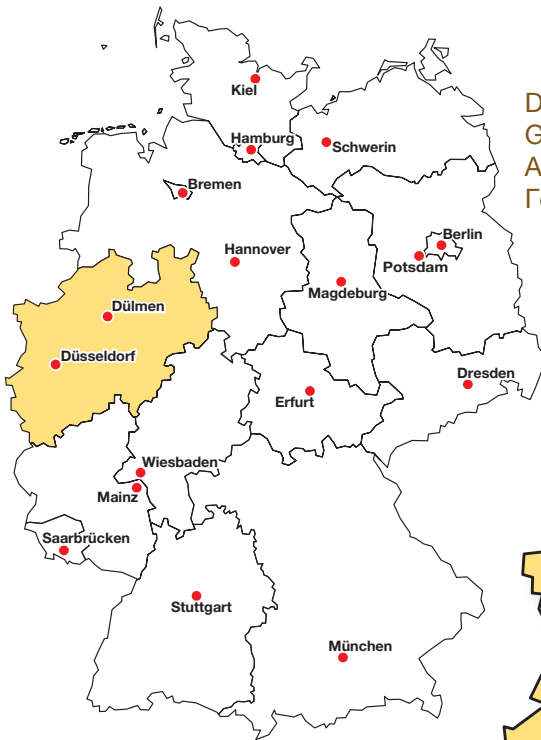 Kiel
Hamburg
Schwerin
Bremen
Berlin
Hannover
Potsdam
Magdeburg
Dülmen
Düsseldorf
Dresden
Erfurt
Wiesbaden
Mainz
Saarbrücken
Stuttgart
München